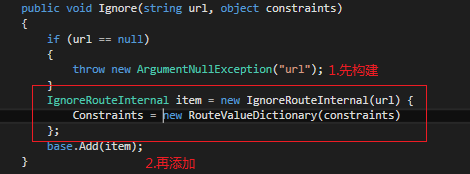 public void Ignore(string url, object constraints)
{
if (url == null)
{
throw new ArgumentNullException("url"); 1.先构建
}
IgnoreRouteInternal item = new IgnoreRouteInternal(url) {
Constraints = new RouteValueDictionary(constraints)
};
base.Add(item);
2.再添加
}